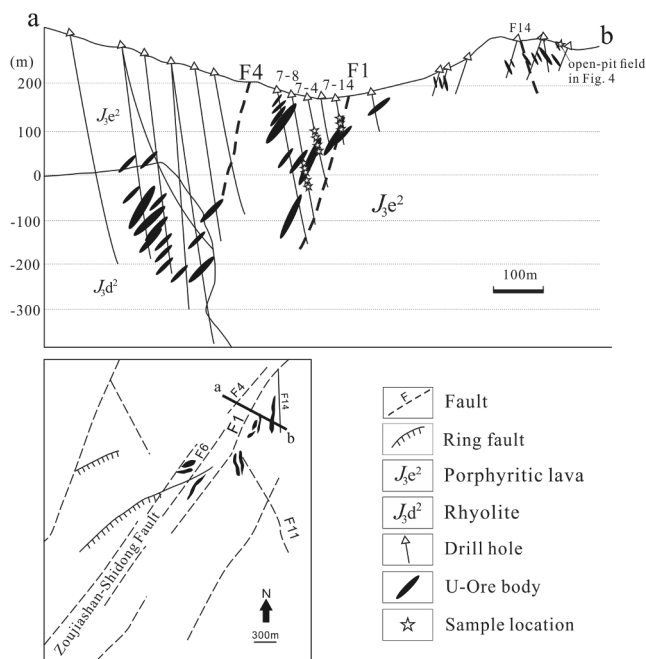 a
b
(m)
200
100
0
-100
-200
-300
F4
7-8
7-4
7-14
F1
F14
open-pit field
in Fig. 4
J₃e²
J₃d²
J₃e²
100m
a
F4
F14
F1
b
F6
F11
Zoujiashan-Shidong Fault
N
300m
F
Fault
Ring fault
J₃e² Porphyritic lava
J₃d² Rhyolite
Drill hole
U-Ore body
Sample location